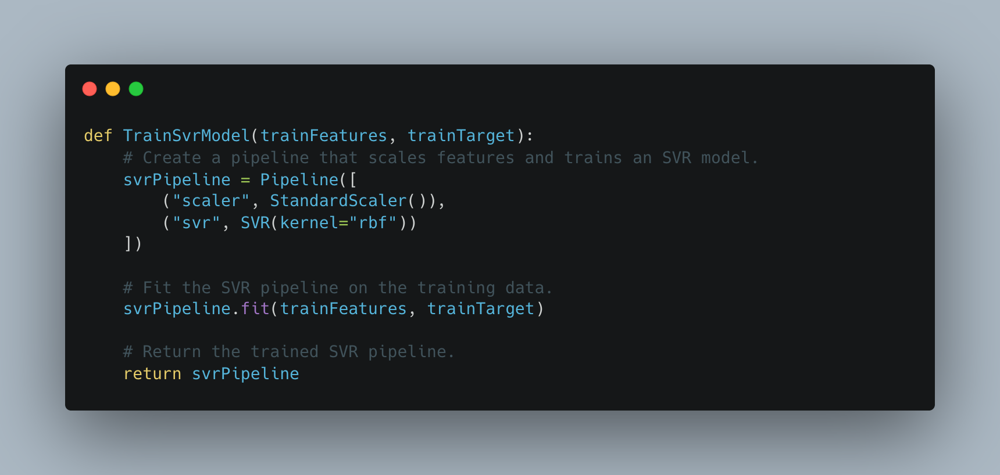 def TrainSvrModel(trainFeatures, trainTarget):
    # Create a pipeline that scales features and trains an SVR model.
    svrPipeline = Pipeline([
        ("scaler", StandardScaler()),
        ("svr", SVR(kernel="rbf"))
    ])

    # Fit the SVR pipeline on the training data.
    svrPipeline.fit(trainFeatures, trainTarget)

    # Return the trained SVR pipeline.
    return svrPipeline